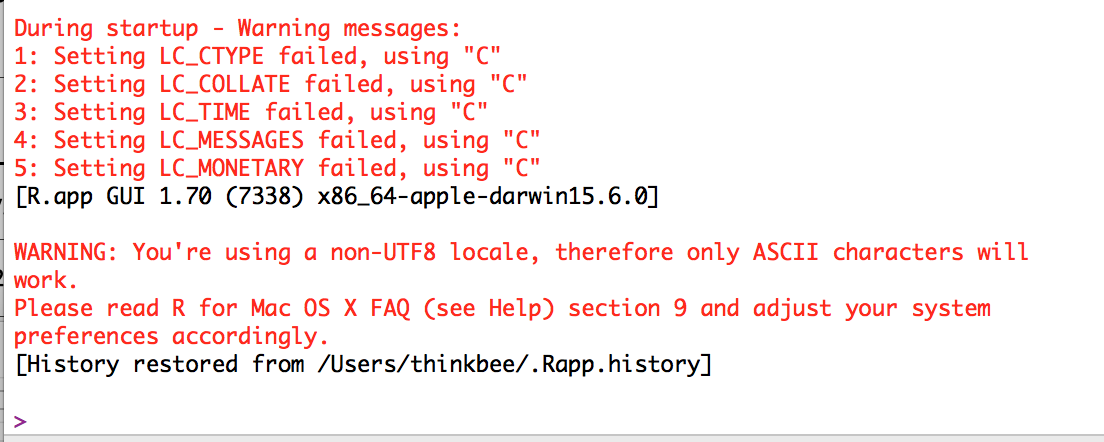 During startup - Warning messages:
1: Setting LC_CTYPE failed, using "C"
2: Setting LC_COLLATE failed, using "C"
3: Setting LC_TIME failed, using "C"
4: Setting LC_MESSAGES failed, using "C"
5: Setting LC_MONETARY failed, using "C"
[R.app GUI 1.70 (7338) x86_64-apple-darwin15.6.0]
WARNING: You're using a non-UTF8 locale, therefore only ASCII characters will
work.
Please read R for Mac OS X FAQ (see Help) section 9 and adjust your system
preferences accordingly.
[History restored from /Users/thinkbee/.Rapp.history]
>